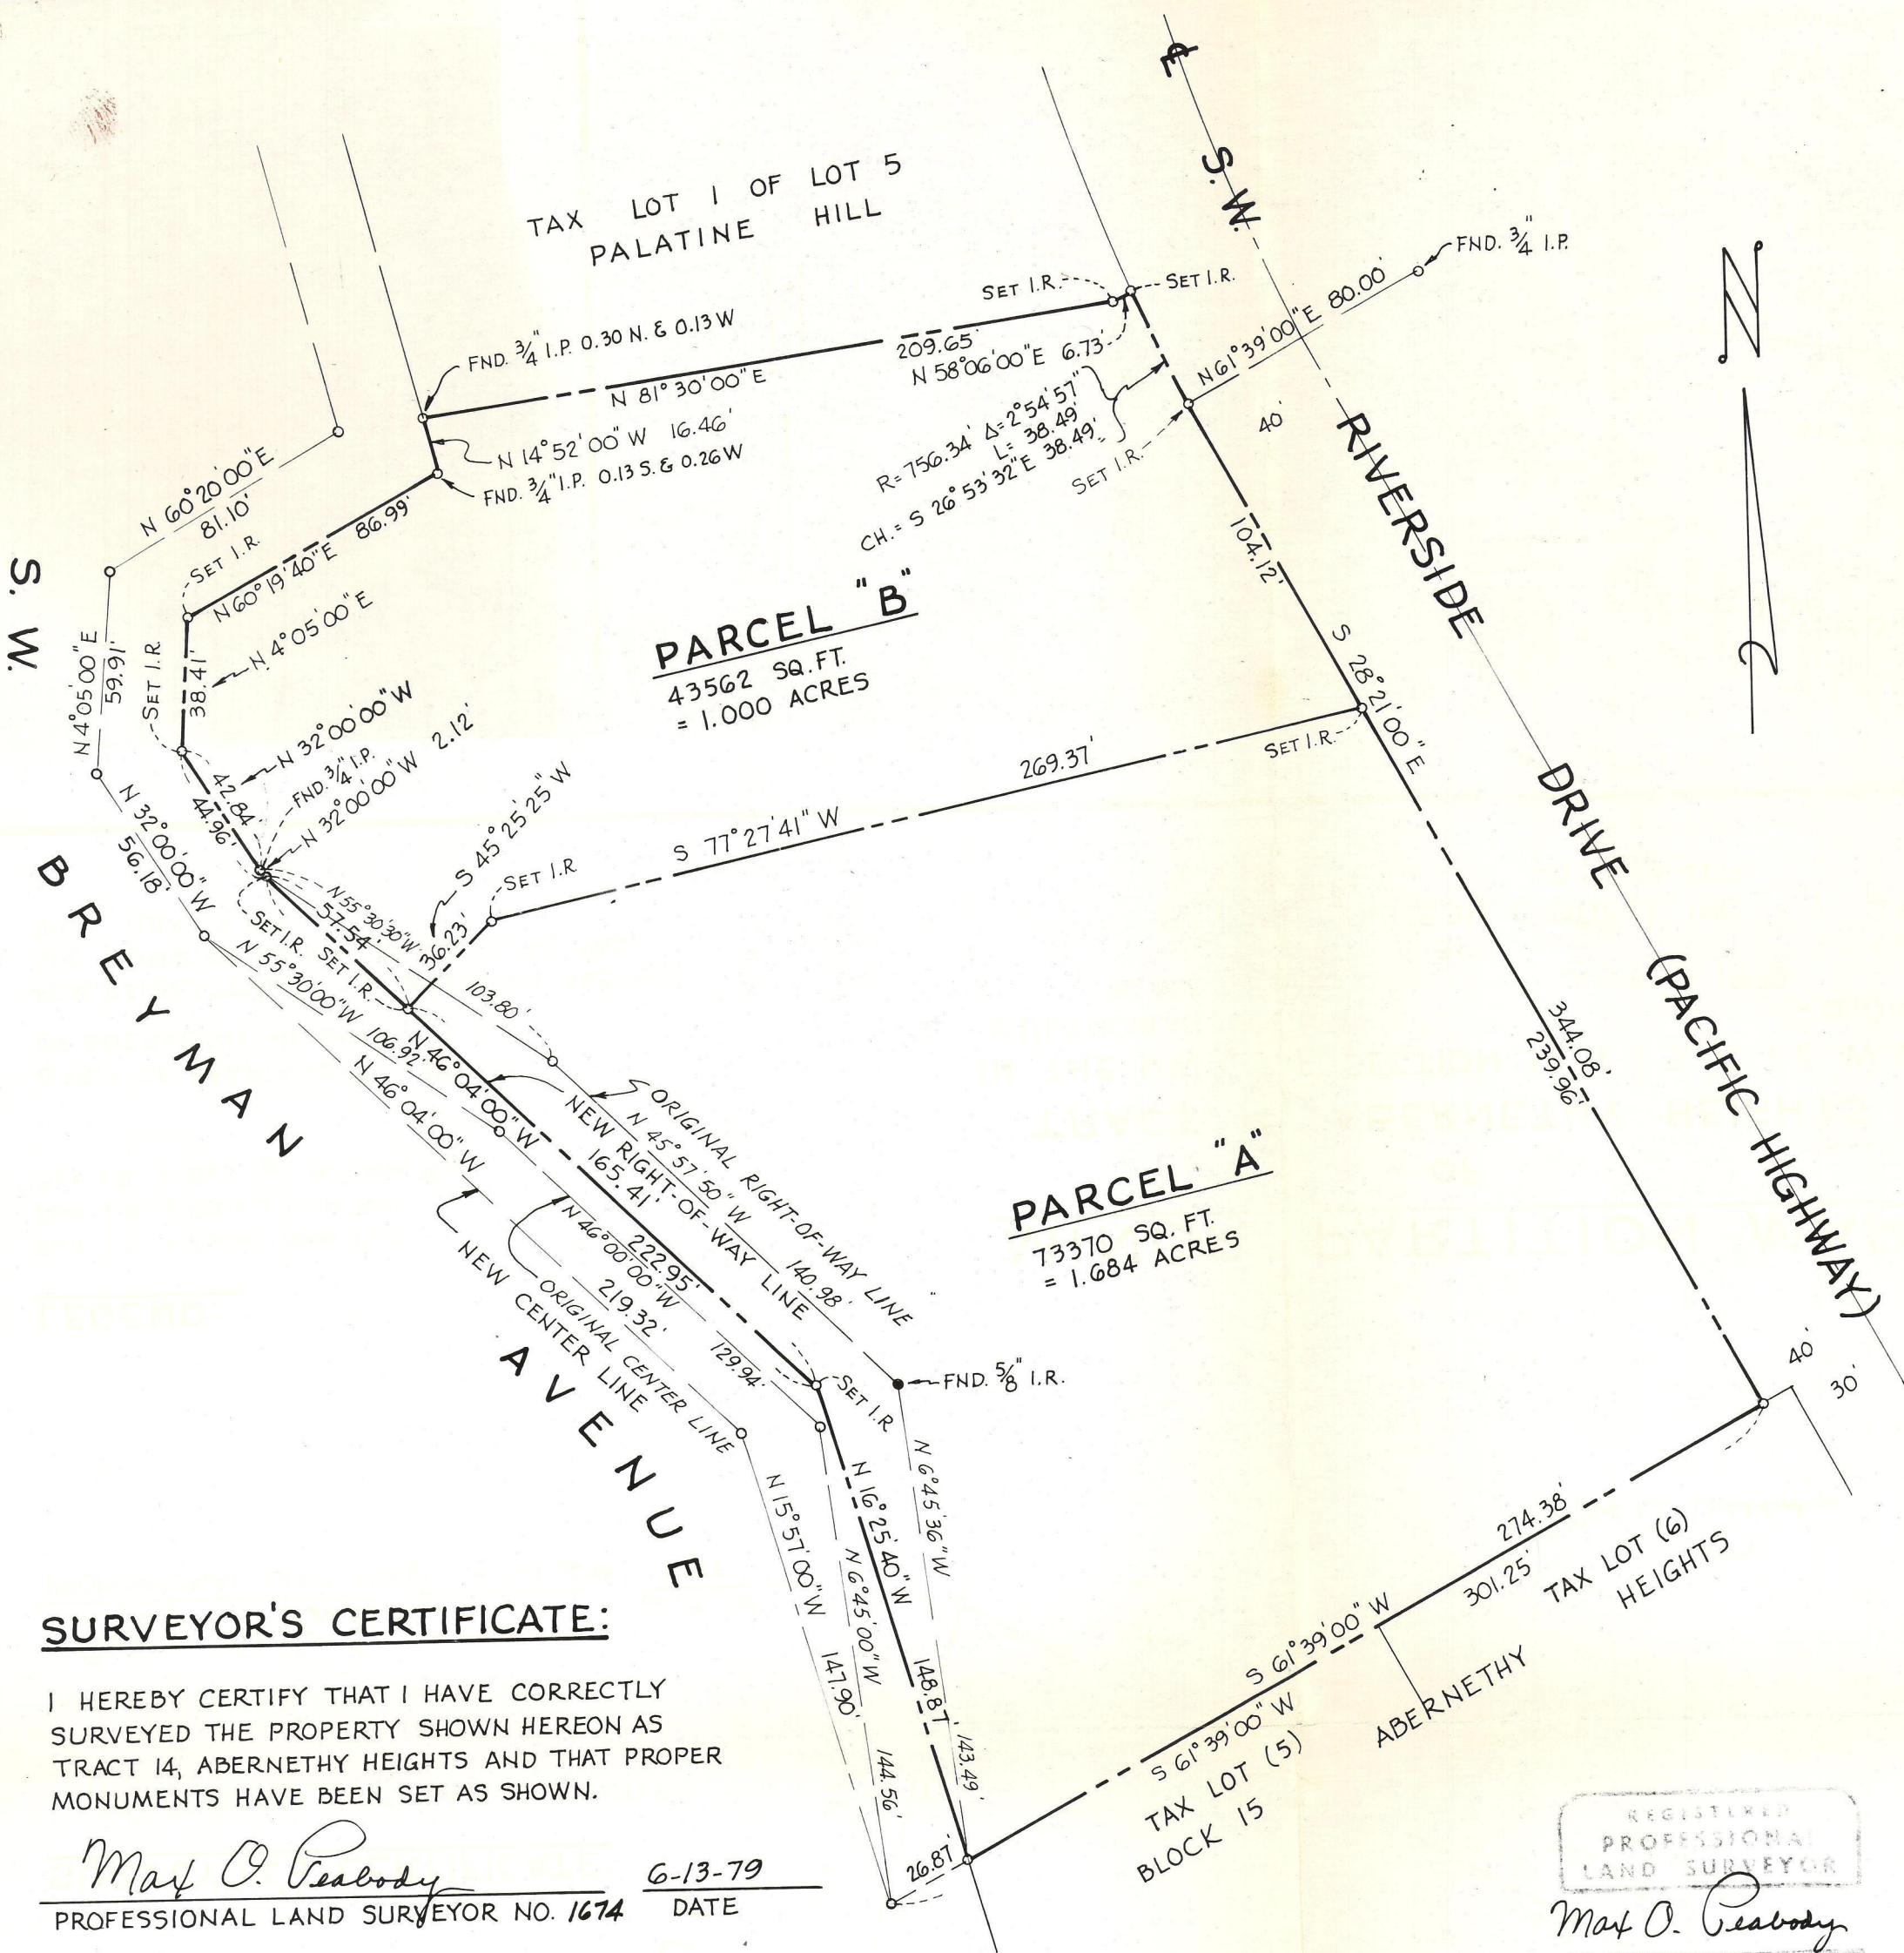 ℄
S.W. RIVERSIDE DRIVE (PACIFIC HIGHWAY)
TAX LOT 1 OF LOT 5
PALATINE HILL
N
FND. 3/4" I.P.
N61°39'00"E 80.00'
SET I.R.
SET I.R.
FND. 3/4" I.P. 0.30 N. & 0.13 W
209.65'
N 81°30'00"E
N 58°06'00"E 6.73'
R=756.34' Δ=2°54'57"
L= 38.49'
CH.= S 26°53'32"E 38.49'
SET I.R.
40'
N 14°52'00"W 16.46'
FND. 3/4" I.P. 0.13 S. & 0.26 W
N 60°20'00"E
81.10'
SET I.R.
N 60°19'40"E 86.99'
N 4°05'00"E
38.41'
SET I.R
N 4°05'00"E
59.91'
104.12'
S 28°21'00"E
PARCEL "B"
43562 SQ.FT.
= 1.000 ACRES
N 32°00'00"W
42.84'
44.96'
FND. 3/4" I.P.
N 32°00'00"W 2.12'
N 32°00'00"W
56.18'
S 45°25'25"W
36.23'
SET I.R
S 77°27'41"W
269.37'
SET I.R.
S. W. BREYMAN AVENUE
N 55°30'30"W
57.54'
103.80'
SET I.R.
SET I.R.
N 55°30'00"W 106.92'
N 46°04'00"W
N 46°04'00"W
165.41'
222.95'
NEW RIGHT-OF-WAY LINE
ORIGINAL RIGHT-OF-WAY LINE
N 45°57'50"W
140.98'
N 46°00'00"W
219.32'
129.94'
ORIGINAL CENTER LINE
NEW CENTER LINE
344.08'
239.96'
PARCEL "A"
73370 SQ. FT.
= 1.684 ACRES
SET I.R
FND. 5/8" I.R.
40'
30'
N 15°57'00"W
147.90'
N 6°45'00"W
144.56'
N 16°25'40"W
148.87'
N 6°45'36"W
143.49'
26.87'
274.38'
S 61°39'00"W
301.25'
S 61°39'00"W
TAX LOT (6)
HEIGHTS
ABERNETHY
TAX LOT (5)
BLOCK 15
SURVEYOR'S CERTIFICATE:
I HEREBY CERTIFY THAT I HAVE CORRECTLY
SURVEYED THE PROPERTY SHOWN HEREON AS
TRACT 14, ABERNETHY HEIGHTS AND THAT PROPER
MONUMENTS HAVE BEEN SET AS SHOWN.
Max O. Peabody
6-13-79
PROFESSIONAL LAND SURVEYOR NO. 1674
DATE
REGISTERED
PROFESSIONAL
LAND SURVEYOR
Max O. Peabody